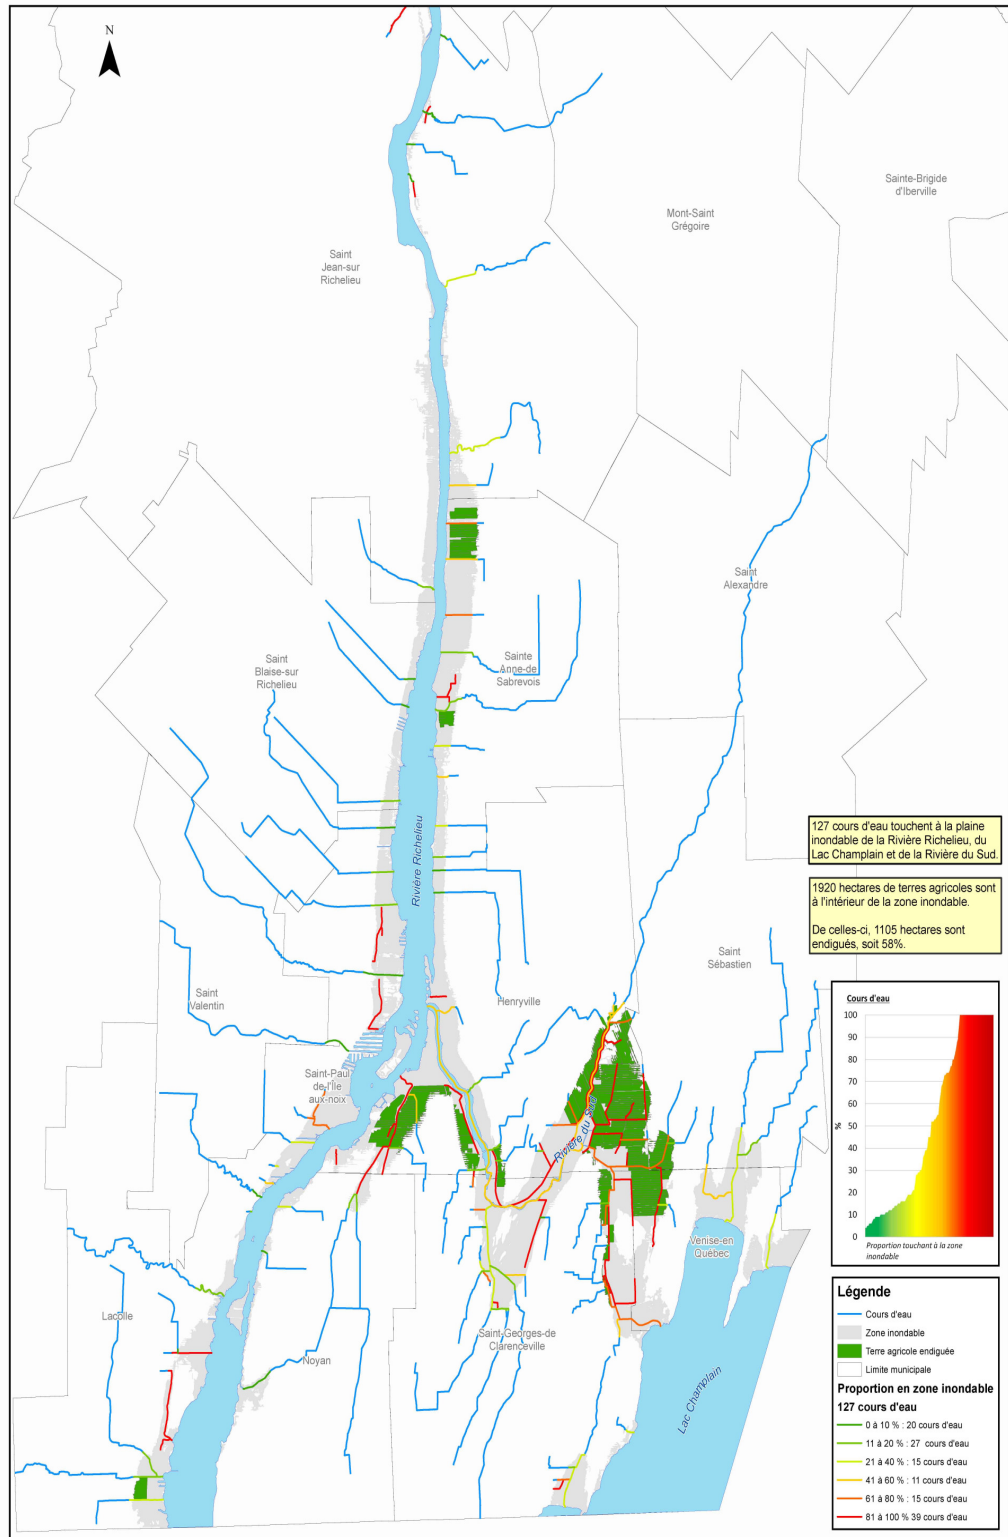 N
Sainte-Brigide
d'Iberville
Mont-Saint
Grégoire
Saint
Jean-sur
Richelieu
Saint
Alexandre
Saint
Blaise-sur
Richelieu
Sainte
Anne-de
Sabrevois
Rivière Richelieu
127 cours d'eau touchent à la plaine
inondable de la Rivière Richelieu, du
Lac Champlain et de la Rivière du Sud.
1920 hectares de terres agricoles sont
à l'intérieur de la zone inondable.
De celles-ci, 1105 hectares sont
endigués, soit 58%.
Saint
Sébastien
Saint
Valentin
Henryville
Saint-Paul
de-l'Île
aux-noix
Rivière du Sud
Venise-en
Québec
Lacolle
Noyan
Saint-Georges-de
Clarenceville
Lac Champlain
Cours d'eau
100
90
80
70
60
%
50
40
30
20
10
0
Proportion touchant à la zone
inondable
Légende
Cours d'eau
Zone inondable
Terre agricole endiguée
Limite municipale
Proportion en zone inondable
127 cours d'eau
0 à 10 % : 20 cours d'eau
11 à 20 % : 27 cours d'eau
21 à 40 % : 15 cours d'eau
41 à 60 % : 11 cours d'eau
61 à 80 % : 15 cours d'eau
81 à 100 % 39 cours d'eau